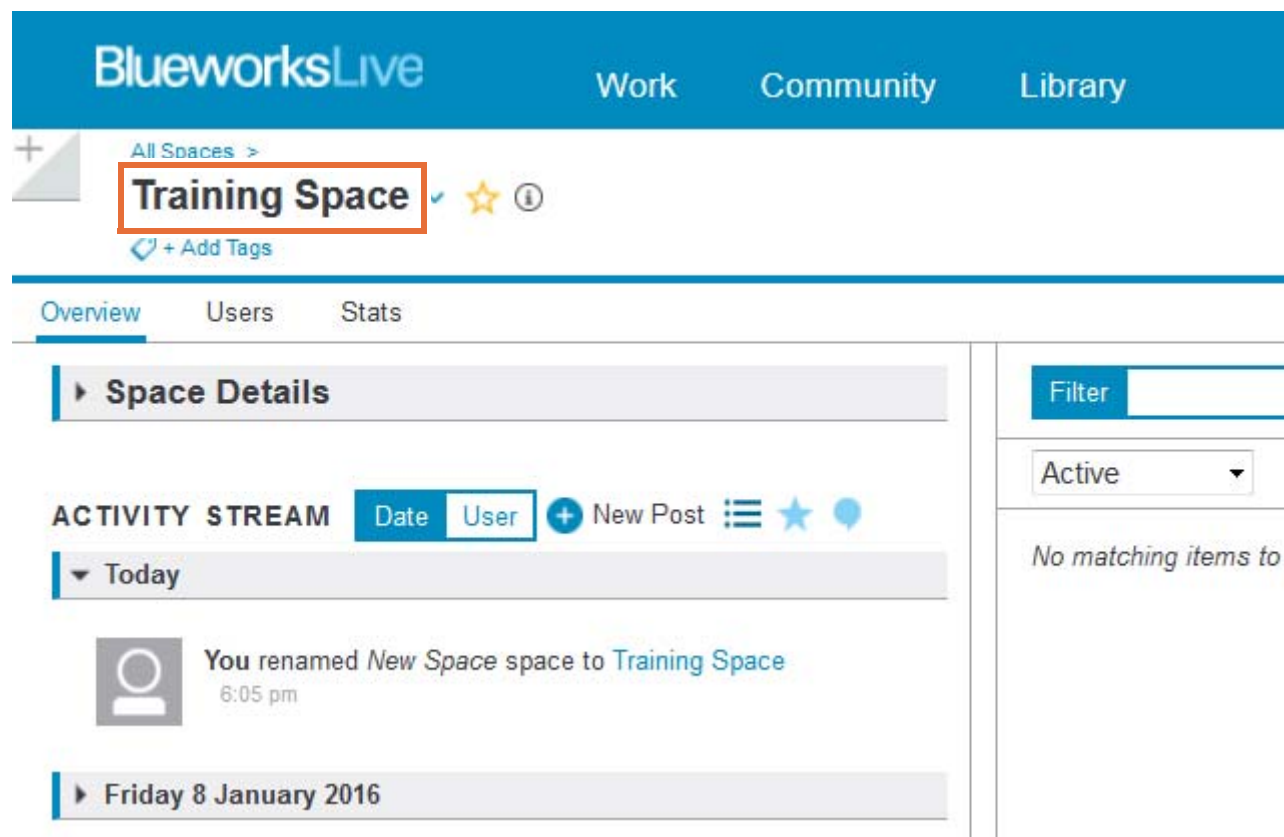 BlueworksLive Work Community Library
All Spaces >
Training Space
+ Add Tags
Overview Users Stats
Space Details
ACTIVITY STREAM Date User New Post
Today
You renamed New Space space to Training Space
6:05 pm
Friday 8 January 2016
Filter
Active
No matching items to